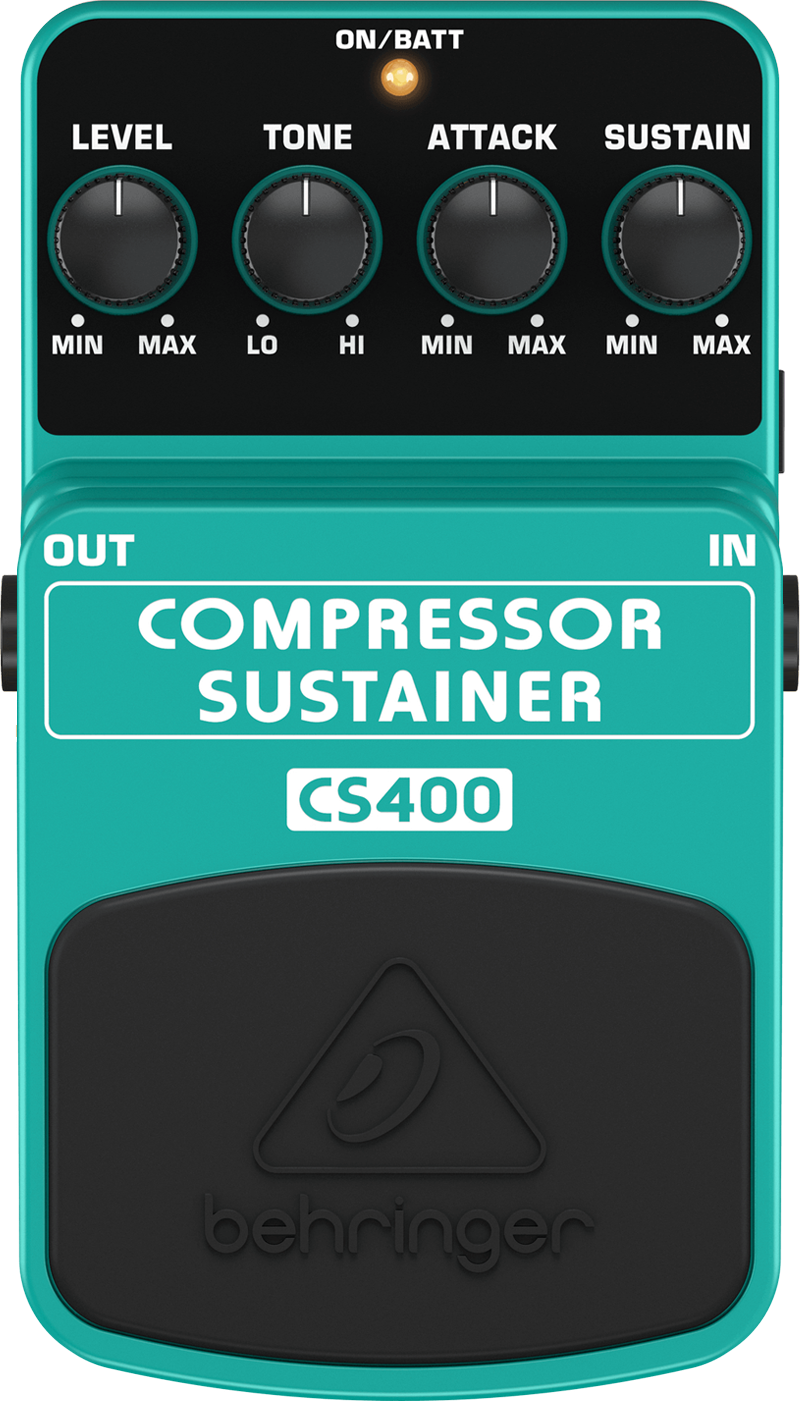 ON/BATT
LEVEL TONE ATTACK SUSTAIN
MIN MAX LO HI MIN MAX MIN MAX
OUT IN
COMPRESSOR
SUSTAINER
CS400
behringer